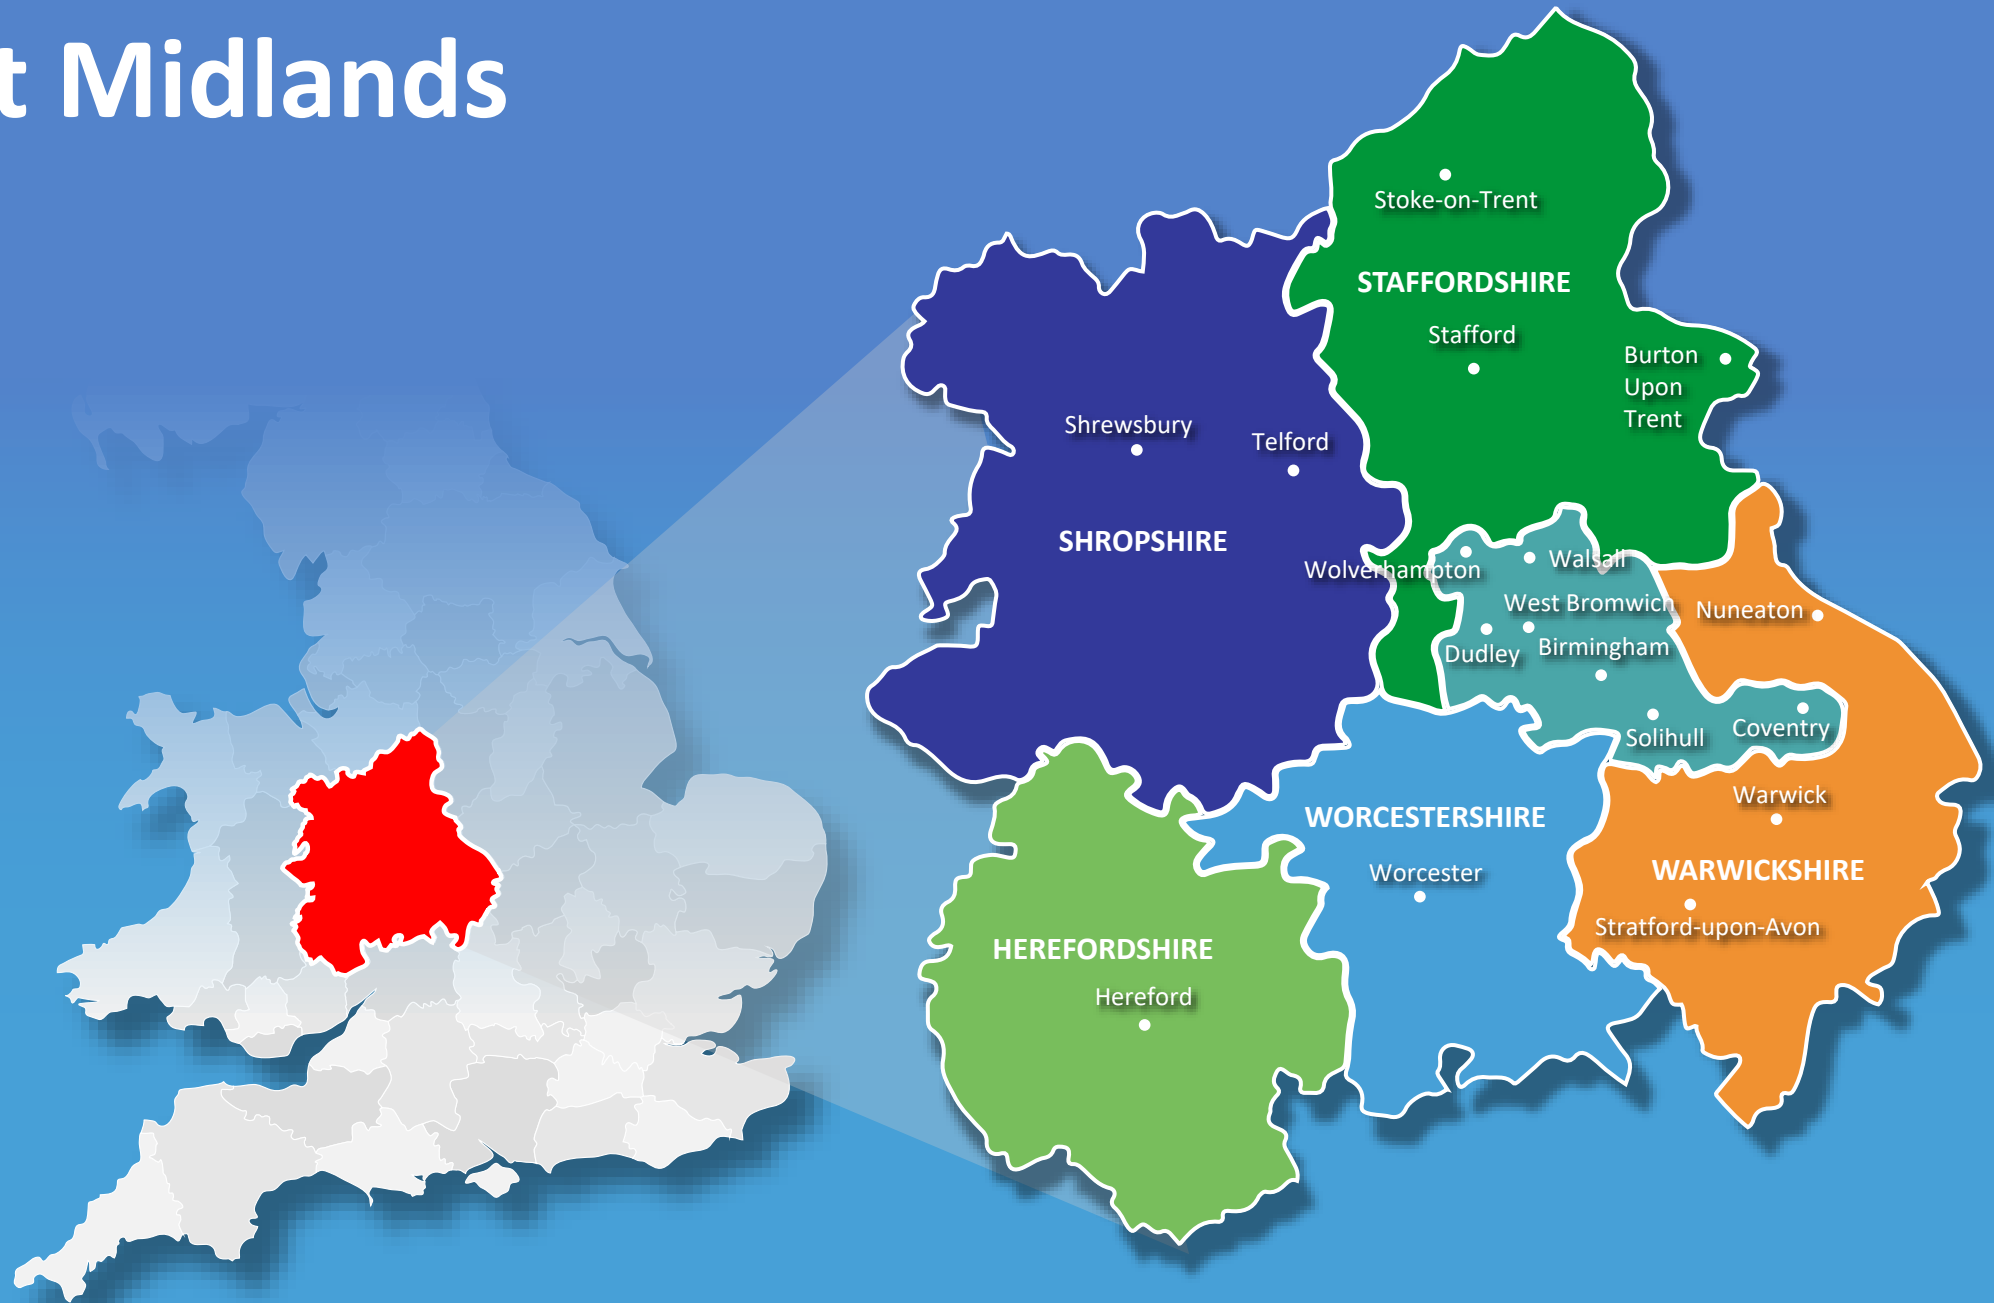 t Midlands
Stoke-on-Trent
STAFFORDSHIRE
Stafford
Burton
Upon
Trent
Shrewsbury
Telford
SHROPSHIRE
Wolverhampton
Walsall
West Bromwich
Nuneaton
Dudley
Birmingham
Solihull
Coventry
Warwick
WORCESTERSHIRE
Worcester
WARWICKSHIRE
Stratford-upon-Avon
HEREFORDSHIRE
Hereford